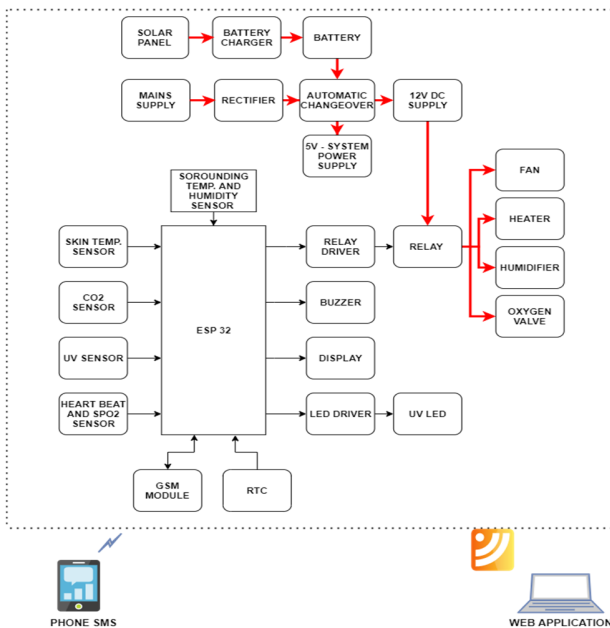 SOLAR
PANEL
BATTERY
CHARGER
BATTERY
MAINS
SUPPLY
RECTIFIER
AUTOMATIC
CHANGEOVER
12V DC
SUPPLY
5V - SYSTEM
POWER
SUPPLY
FAN
SOROUNDING
TEMP. AND
HUMIDITY
SENSOR
HEATER
SKIN TEMP.
SENSOR
RELAY
DRIVER
RELAY
HUMIDIFIER
CO2
SENSOR
BUZZER
OXYGEN
VALVE
ESP 32
UV SENSOR
DISPLAY
HEART BEAT
AND SPO2
SENSOR
LED DRIVER
UV LED
GSM
MODULE
RTC
PHONE SMS
WEB APPLICATION